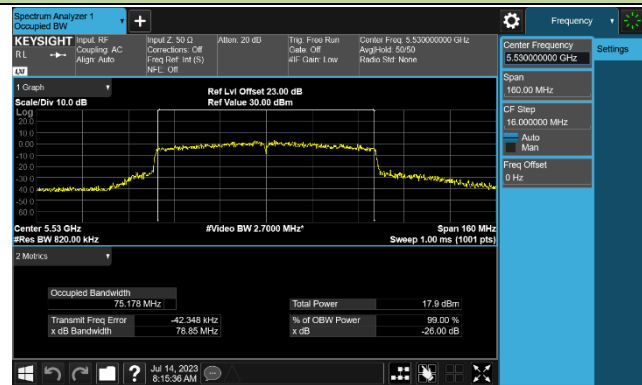 Spectrum Analyzer 1
Occupied BW
Frequency
KEYSIGHT Input: RF Input Z: 50 Ω Atten: 20 dB Trig: Free Run Center Freq: 5.530000000 GHz
RL Coupling: AC Corrections: Off Gate: Off Avg|Hold: 50/50
Align: Auto Freq Ref: Int (S) #IF Gain: Low Radio Std: None
NFE: Off
LXI
Center Frequency
5.530000000 GHz
Settings
Span
160.00 MHz
CF Step
16.000000 MHz
Auto
Man
Freq Offset
0 Hz
1 Graph
Scale/Div 10.0 dB
Ref Lvl Offset 23.00 dB
Ref Value 30.00 dBm
Log
20.0
10.0
0.00
-10.0
-20.0
-30.0
-40.0
-50.0
-60.0
Center 5.53 GHz #Video BW 2.7000 MHz* Span 160 MHz
#Res BW 820.00 kHz Sweep 1.00 ms (1001 pts)
2 Metrics
Occupied Bandwidth
75.178 MHz Total Power 17.9 dBm
Transmit Freq Error -42.348 kHz % of OBW Power 99.00 %
x dB Bandwidth 78.85 MHz x dB -26.00 dB
Jul 14, 2023
8:15:36 AM